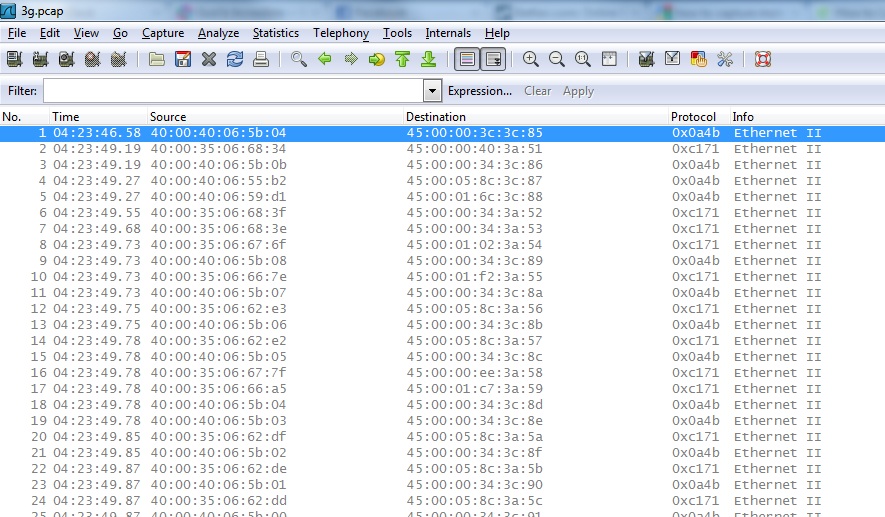 3g.pcap
File Edit View Go Capture Analyze Statistics Telephony Tools Internals Help
Filter: Expression... Clear Apply
No. Time Source Destination Protocol Info
1 04:23:46.58 40:00:40:06:5b:04 45:00:00:3c:3c:85 0x0a4b Ethernet II
2 04:23:49.19 40:00:35:06:68:34 45:00:00:40:3a:51 0xc171 Ethernet II
3 04:23:49.19 40:00:40:06:5b:0b 45:00:00:34:3c:86 0x0a4b Ethernet II
4 04:23:49.27 40:00:40:06:55:b2 45:00:05:8c:3c:87 0x0a4b Ethernet II
5 04:23:49.27 40:00:40:06:59:d1 45:00:01:6c:3c:88 0x0a4b Ethernet II
6 04:23:49.55 40:00:35:06:68:3f 45:00:00:34:3a:52 0xc171 Ethernet II
7 04:23:49.68 40:00:35:06:68:3e 45:00:00:34:3a:53 0xc171 Ethernet II
8 04:23:49.73 40:00:35:06:67:6f 45:00:01:02:3a:54 0xc171 Ethernet II
9 04:23:49.73 40:00:40:06:5b:08 45:00:00:34:3c:89 0x0a4b Ethernet II
10 04:23:49.73 40:00:35:06:66:7e 45:00:01:f2:3a:55 0xc171 Ethernet II
11 04:23:49.73 40:00:40:06:5b:07 45:00:00:34:3c:8a 0x0a4b Ethernet II
12 04:23:49.75 40:00:35:06:62:e3 45:00:05:8c:3a:56 0xc171 Ethernet II
13 04:23:49.75 40:00:40:06:5b:06 45:00:00:34:3c:8b 0x0a4b Ethernet II
14 04:23:49.78 40:00:35:06:62:e2 45:00:05:8c:3a:57 0xc171 Ethernet II
15 04:23:49.78 40:00:40:06:5b:05 45:00:00:34:3c:8c 0x0a4b Ethernet II
16 04:23:49.78 40:00:35:06:67:7f 45:00:00:ee:3a:58 0xc171 Ethernet II
17 04:23:49.78 40:00:35:06:66:a5 45:00:01:c7:3a:59 0xc171 Ethernet II
18 04:23:49.78 40:00:40:06:5b:04 45:00:00:34:3c:8d 0x0a4b Ethernet II
19 04:23:49.78 40:00:40:06:5b:03 45:00:00:34:3c:8e 0x0a4b Ethernet II
20 04:23:49.85 40:00:35:06:62:df 45:00:05:8c:3a:5a 0xc171 Ethernet II
21 04:23:49.85 40:00:40:06:5b:02 45:00:00:34:3c:8f 0x0a4b Ethernet II
22 04:23:49.87 40:00:35:06:62:de 45:00:05:8c:3a:5b 0xc171 Ethernet II
23 04:23:49.87 40:00:40:06:5b:01 45:00:00:34:3c:90 0x0a4b Ethernet II
24 04:23:49.87 40:00:35:06:62:dd 45:00:05:8c:3a:5c 0xc171 Ethernet II
25 04:23:49.87 40:00:40:06:5b:00 45:00:00:34:3c:91 0x0a4b Ethernet II